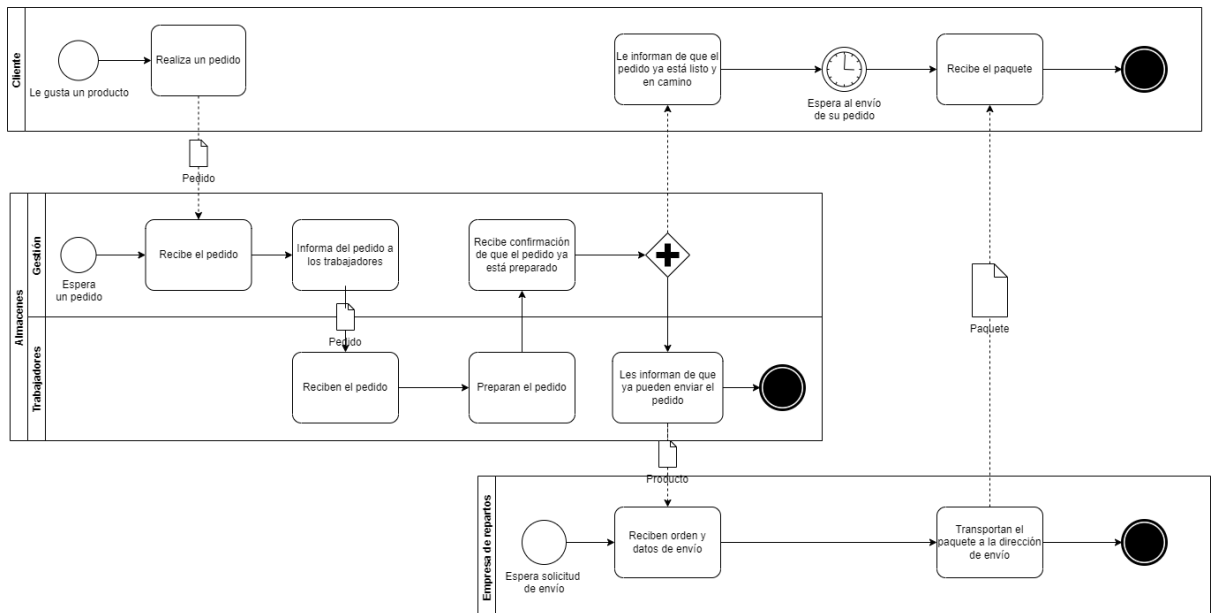 Cliente
Le gusta un producto
Realiza un pedido
Le informan de que el
pedido ya está listo y
en camino
Espera al envío
de su pedido
Recibe el paquete
Pedido
Almacenes
Gestión
Espera
un pedido
Recibe el pedido
Informa del pedido a
los trabajadores
Recibe confirmación
de que el pedido ya
está preparado
Pedido
Paquete
Trabajadores
Reciben el pedido
Preparan el pedido
Les informan de que
ya pueden enviar el
pedido
Producto
Empresa de repartos
Espera solicitud
de envío
Reciben orden y
datos de envío
Transportan el
paquete a la dirección
de envío